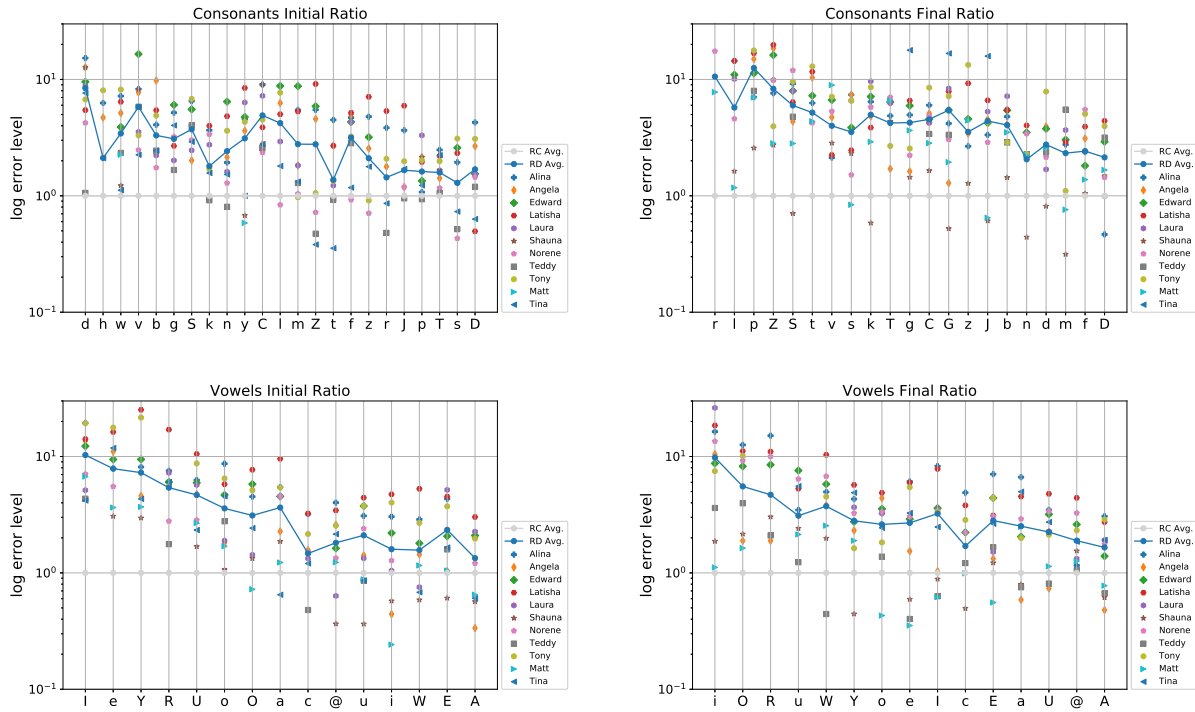 Consonants Initial Ratio
log error level
10¹
10⁰
10⁻¹
d h w v b g S k n y C l m Z t f z r J p T s D
RC Avg.
RD Avg.
Alina
Angela
Edward
Latisha
Laura
Shauna
Norene
Teddy
Tony
Matt
Tina
Consonants Final Ratio
log error level
10¹
10⁰
10⁻¹
r l p Z S t v s k T g C G z J b n d m f D
RC Avg.
RD Avg.
Alina
Angela
Edward
Latisha
Laura
Shauna
Norene
Teddy
Tony
Matt
Tina
Vowels Initial Ratio
log error level
10¹
10⁰
10⁻¹
I e Y R U o O a c @ u i W E A
RC Avg.
RD Avg.
Alina
Angela
Edward
Latisha
Laura
Shauna
Norene
Teddy
Tony
Matt
Tina
Vowels Final Ratio
log error level
10¹
10⁰
10⁻¹
i O R u W Y o e I c E a U @ A
RC Avg.
RD Avg.
Alina
Angela
Edward
Latisha
Laura
Shauna
Norene
Teddy
Tony
Matt
Tina